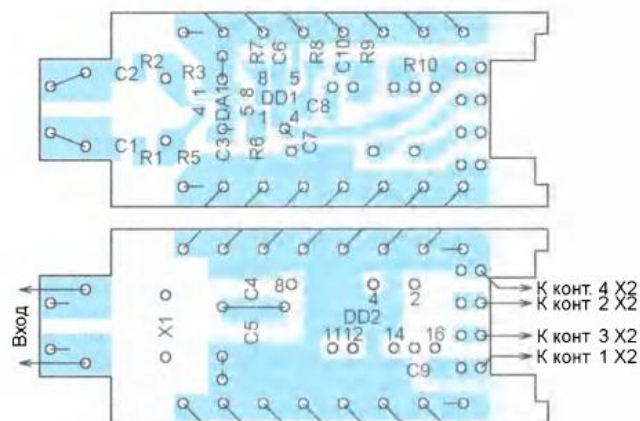 C2
R2
R3
4 1
DA1
C3
R7
C6
R8
C10
R9
8 5
DD1
5 8
1 4
C8
R10
C1
R1
R5
R6
C7
Вход
X1
C4
8
C5
4
2
DD2
11 12 14 16
C9
К конт. 4 X2
К конт 2 X2
К конт 3 X2
К конт 1 X2